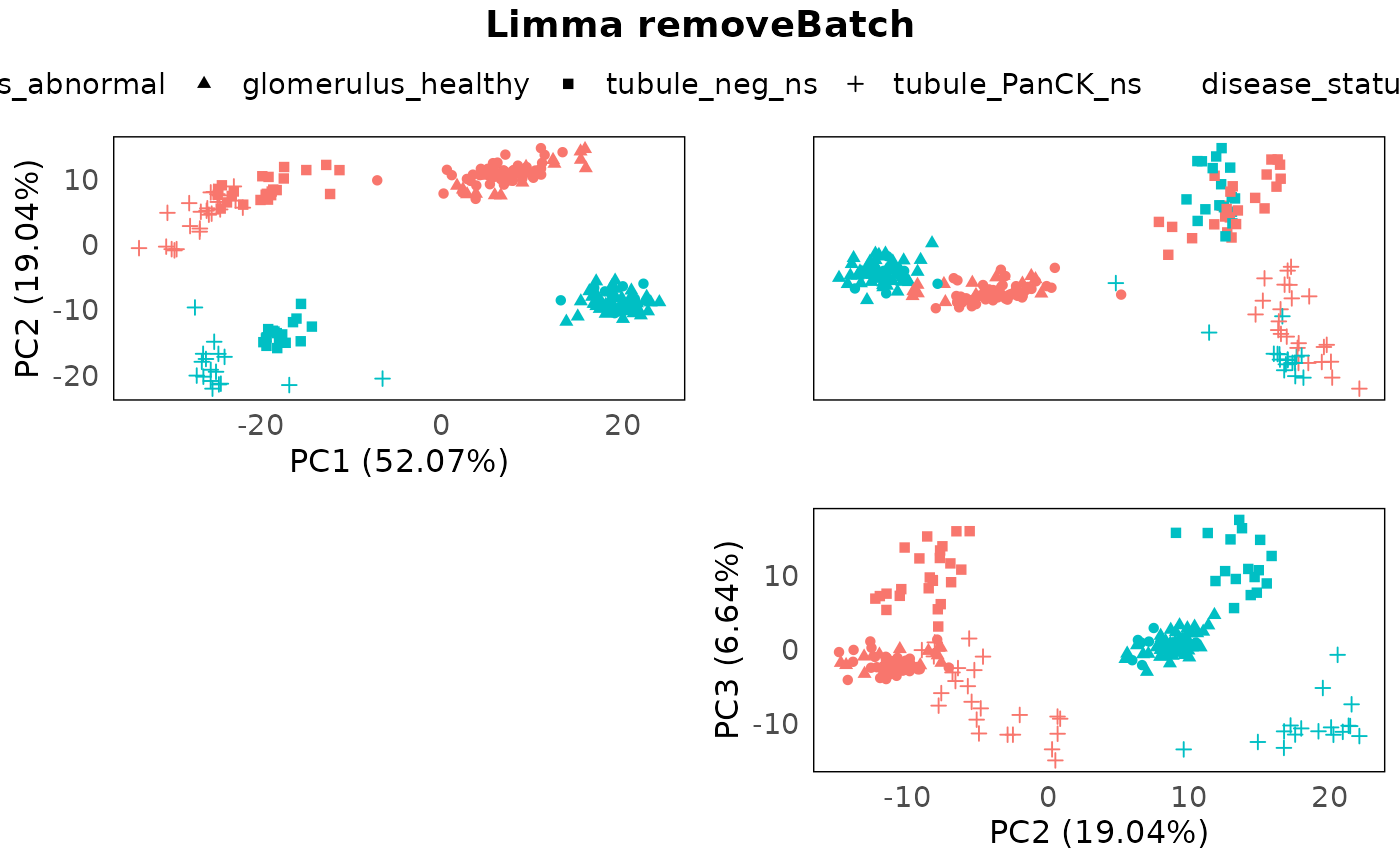 Limma removeBatch
s_abnormal glomerulus_healthy tubule_neg_ns tubule_PanCK_ns disease_statu
PC2 (19.04%)
10
0
-10
-20
-20 0 20
PC1 (52.07%)
PC3 (6.64%)
10
0
-10
-10 0 10 20
PC2 (19.04%)